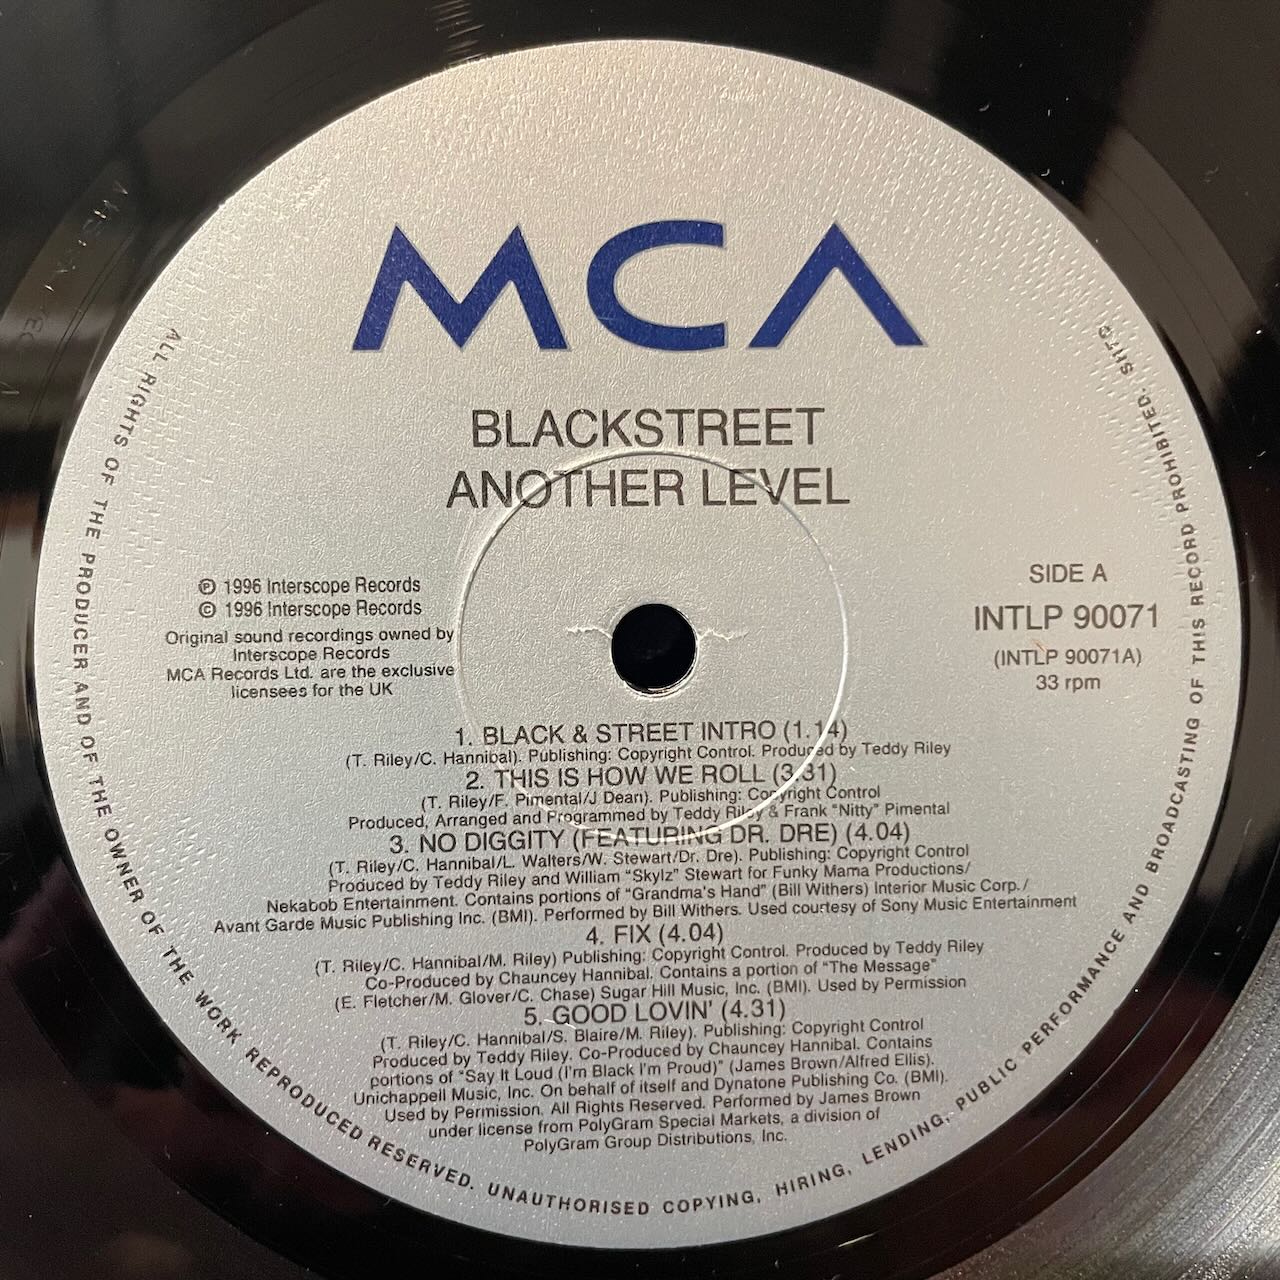 MCA
BLACKSTREET
ANOTHER LEVEL
℗ 1996 Interscope Records
© 1996 Interscope Records
Original sound recordings owned by
Interscope Records
MCA Records Ltd. are the exclusive
licensees for the UK
SIDE A
INTLP 90071
(INTLP 90071A)
33 rpm
1. BLACK & STREET INTRO (1.14)
(T. Riley/C. Hannibal). Publishing: Copyright Control. Produced by Teddy Riley
2. THIS IS HOW WE ROLL (3.31)
(T. Riley/F. Pimental/J Dean). Publishing: Copyright Control
Produced, Arranged and Programmed by Teddy Riley & Frank “Nitty” Pimental
3. NO DIGGITY (FEATURING DR. DRE) (4.04)
(T. Riley/C. Hannibal/L. Walters/W. Stewart/Dr. Dre). Publishing: Copyright Control
Produced by Teddy Riley and William “Skylz” Stewart for Funky Mama Productions/
Nekabob Entertainment. Contains portions of “Grandma's Hand” (Bill Withers) Interior Music Corp./
Avant Garde Music Publishing Inc. (BMI). Performed by Bill Withers. Used courtesy of Sony Music Entertainment
4. FIX (4.04)
(T. Riley/C. Hannibal/M. Riley) Publishing: Copyright Control. Produced by Teddy Riley
Co-Produced by Chauncey Hannibal. Contains a portion of “The Message”
(E. Fletcher/M. Glover/C. Chase) Sugar Hill Music, Inc. (BMI). Used by Permission
5. GOOD LOVIN' (4.31)
(T. Riley/C. Hannibal/S. Blaire/M. Riley). Publishing: Copyright Control
Produced by Teddy Riley. Co-Produced by Chauncey Hannibal. Contains
portions of “Say It Loud (I'm Black I'm Proud)” (James Brown/Alfred Ellis).
Unichappell Music, Inc. On behalf of itself and Dynatone Publishing Co. (BMI).
Used by Permission. All Rights Reserved. Performed by James Brown
under license from PolyGram Special Markets, a division of
PolyGram Group Distributions, Inc.
ALL RIGHTS OF THE PRODUCER AND OF THE OWNER OF THE WORK REPRODUCED RESERVED. UNAUTHORISED COPYING, HIRING, LENDING, PUBLIC PERFORMANCE AND BROADCASTING OF THIS RECORD PROHIBITED.